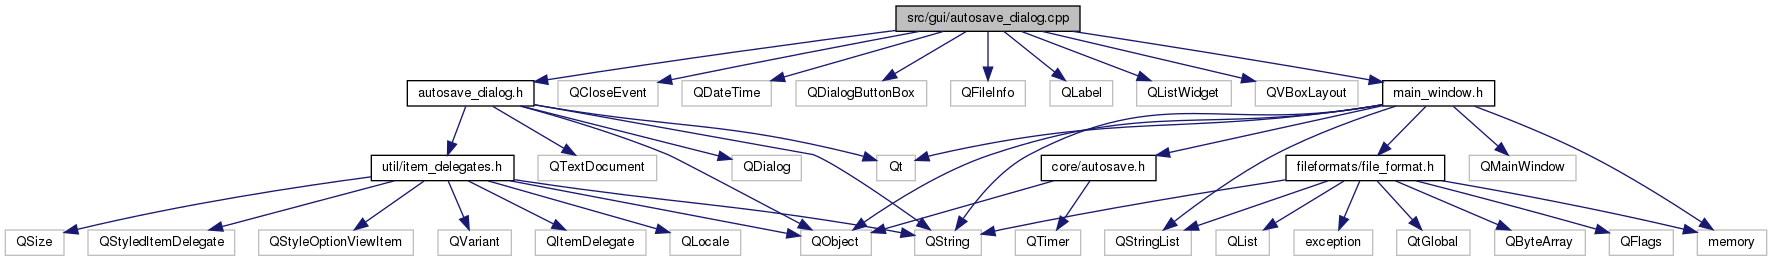 src/gui/autosave_dialog.cpp
autosave_dialog.h
QCloseEvent
QDateTime
QDialogButtonBox
QFileInfo
QLabel
QListWidget
QVBoxLayout
main_window.h
util/item_delegates.h
QTextDocument
QDialog
Qt
core/autosave.h
fileformats/file_format.h
QMainWindow
QSize
QStyledItemDelegate
QStyleOptionViewItem
QVariant
QItemDelegate
QLocale
QObject
QString
QTimer
QStringList
QList
exception
QtGlobal
QByteArray
QFlags
memory